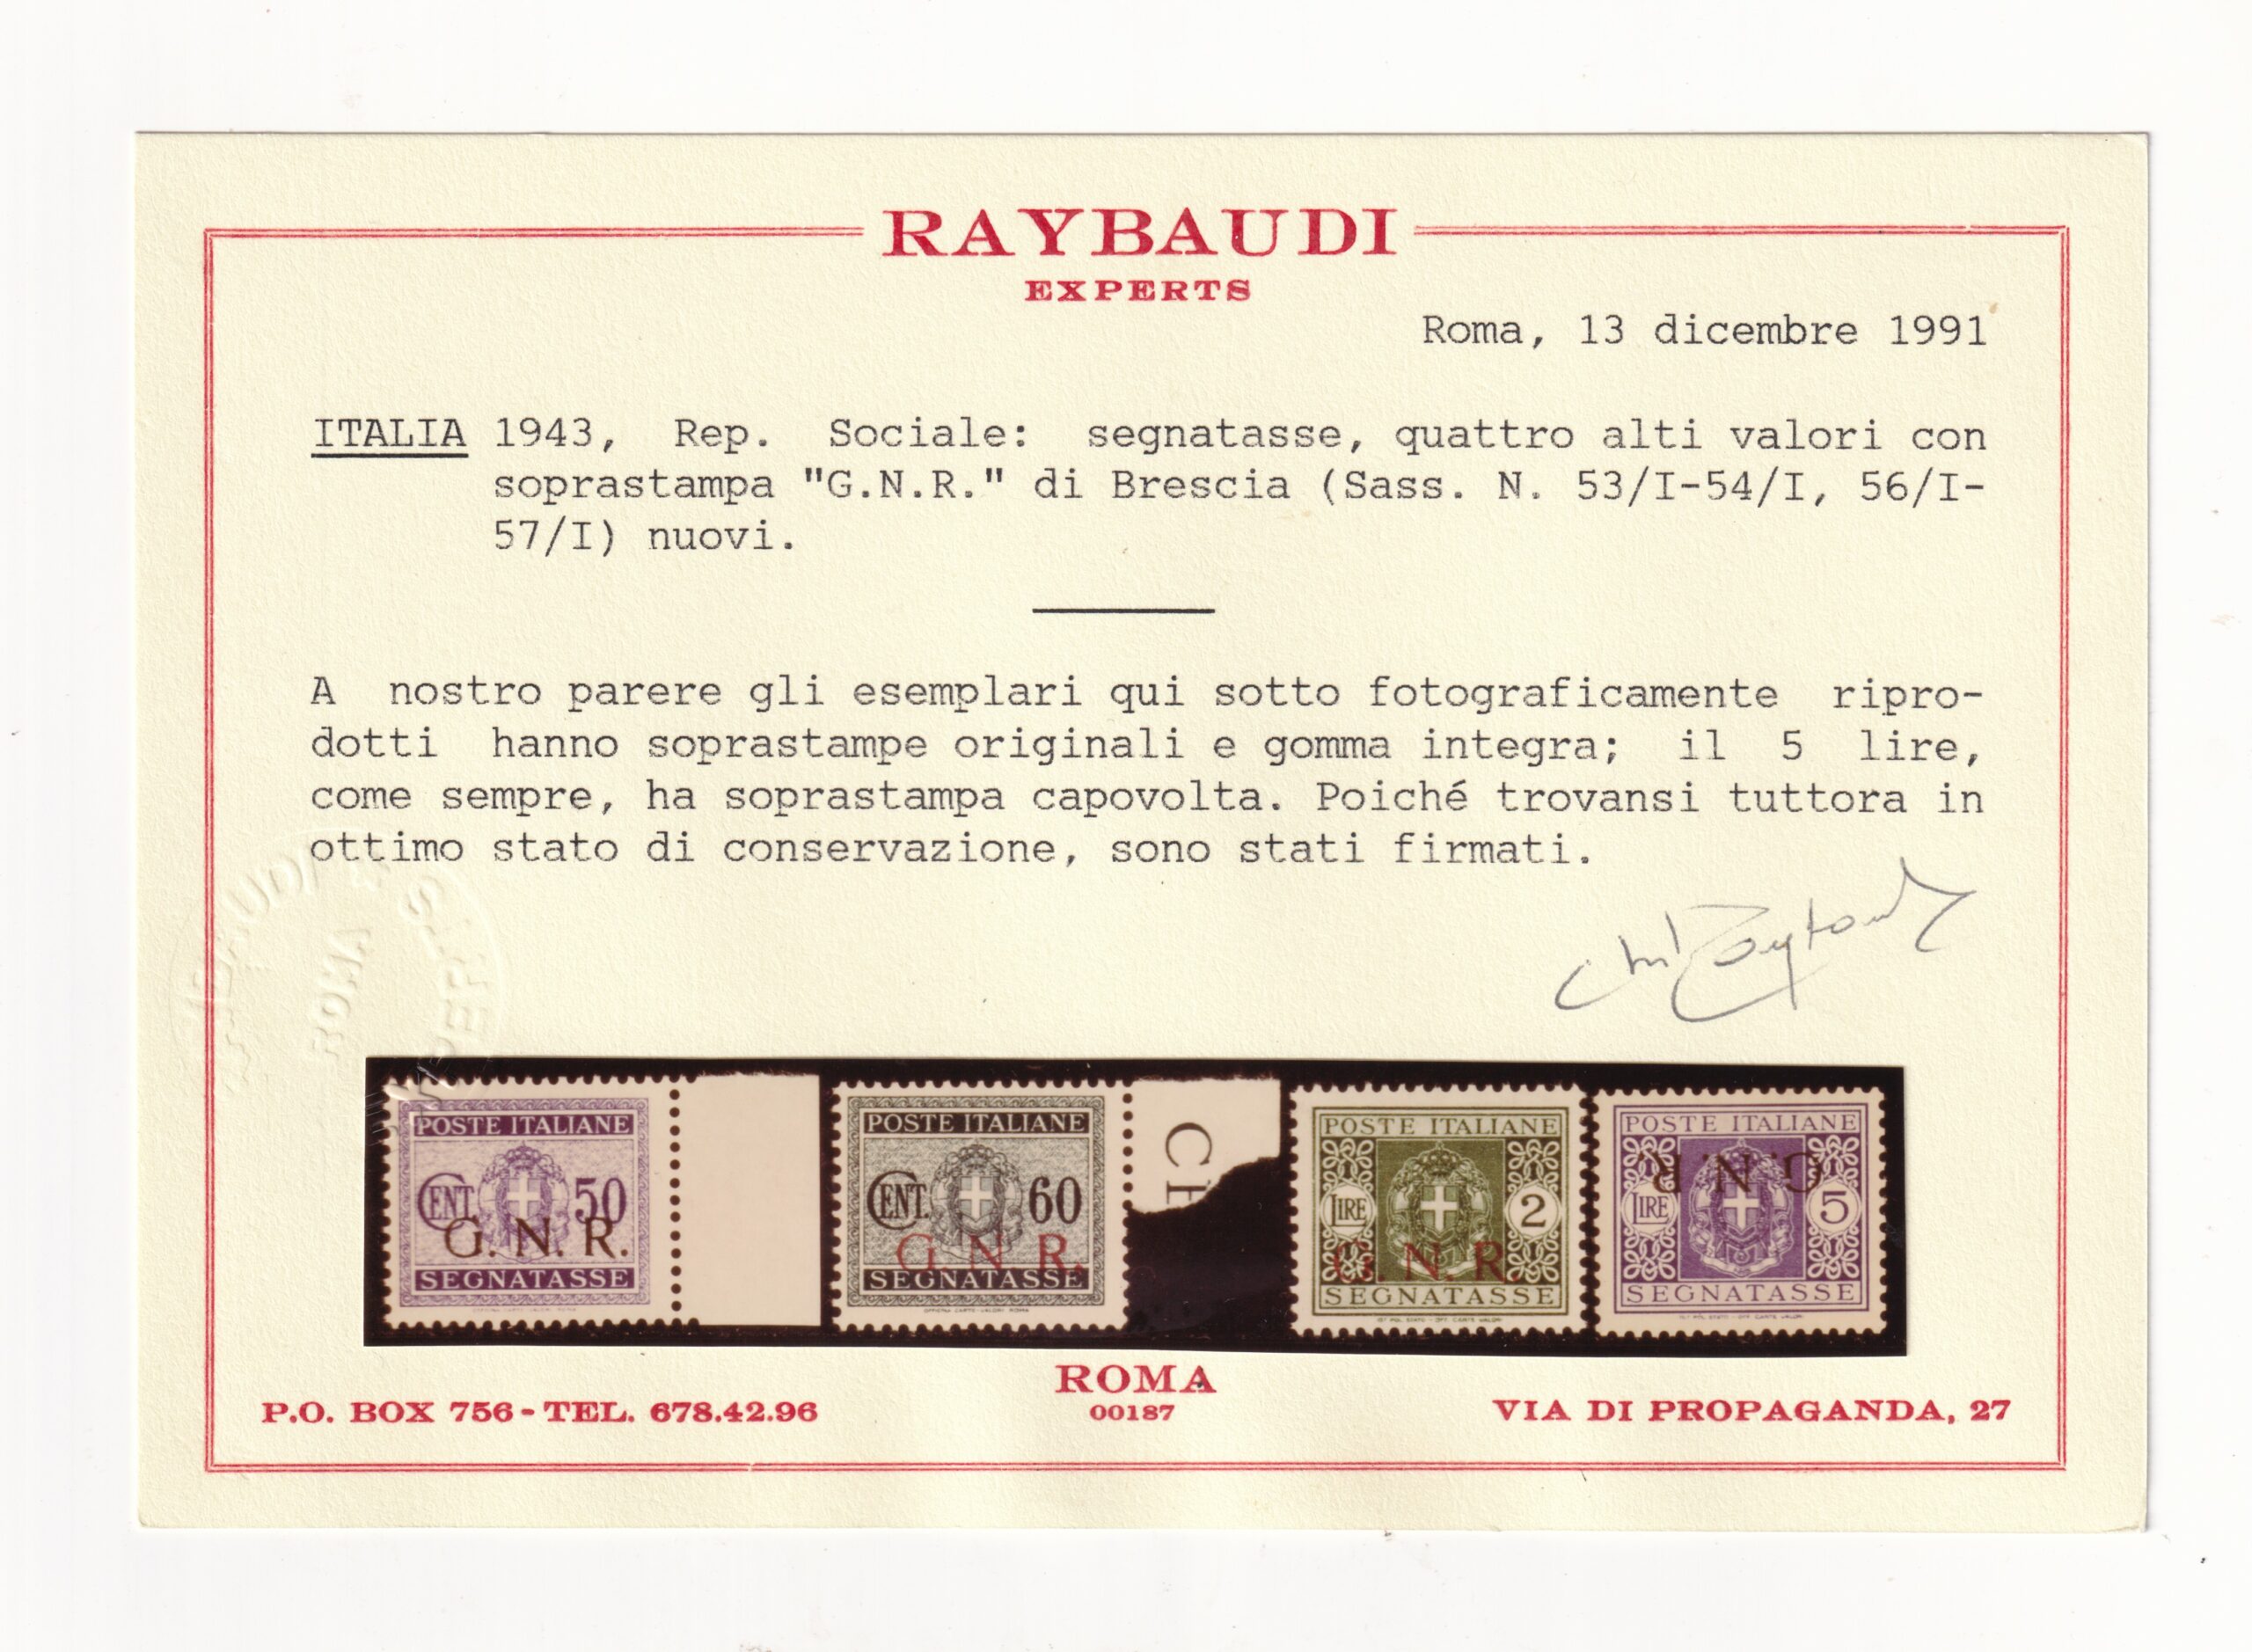 RAYBAUDI
EXPERTS
Roma, 13 dicembre 1991
ITALIA 1943, Rep. Sociale: segnatasse, quattro alti valori con
soprastampa "G.N.R." di Brescia (Sass. N. 53/I-54/I, 56/I-
57/I) nuovi.
A nostro parere gli esemplari qui sotto fotograficamente ripro-
dotti hanno soprastampe originali e gomma integra; il 5 lire,
come sempre, ha soprastampa capovolta. Poiché trovansi tuttora in
ottimo stato di conservazione, sono stati firmati.
ROMA
POSTE ITALIANE
CENT. 50
G. N. R.
SEGNATASSE
POSTE ITALIANE
CENT. 60
G. N. R.
SEGNATASSE
POSTE ITALIANE
LIRE 2
G. N. R.
SEGNATASSE
POSTE ITALIANE
G. N. R
LIRE 5
SEGNATASSE
ROMA
00187
P.O. BOX 756 - TEL. 678.42.96
VIA DI PROPAGANDA, 27